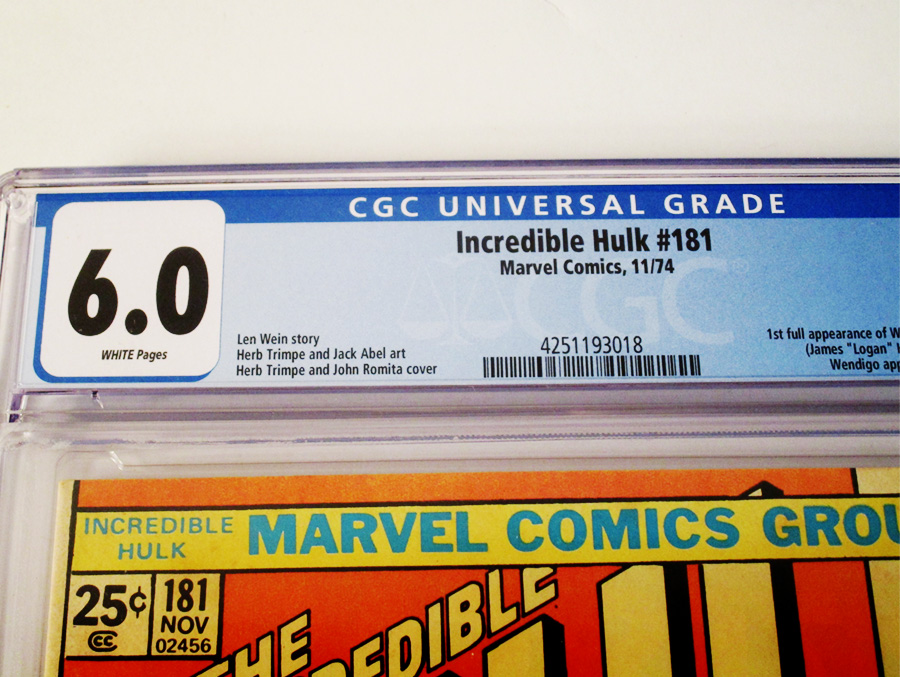 CGC UNIVERSAL GRADE
6.0
WHITE Pages
Incredible Hulk #181
Marvel Comics, 11/74
CGC
Len Wein story
Herb Trimpe and Jack Abel art
Herb Trimpe and John Romita cover
4251193018
1st full appearance of W
(James "Logan" H
Wendigo app
INCREDIBLE
HULK
MARVEL COMICS GROU
25¢
CC
181
NOV
02456
THE
INCREDIBLE